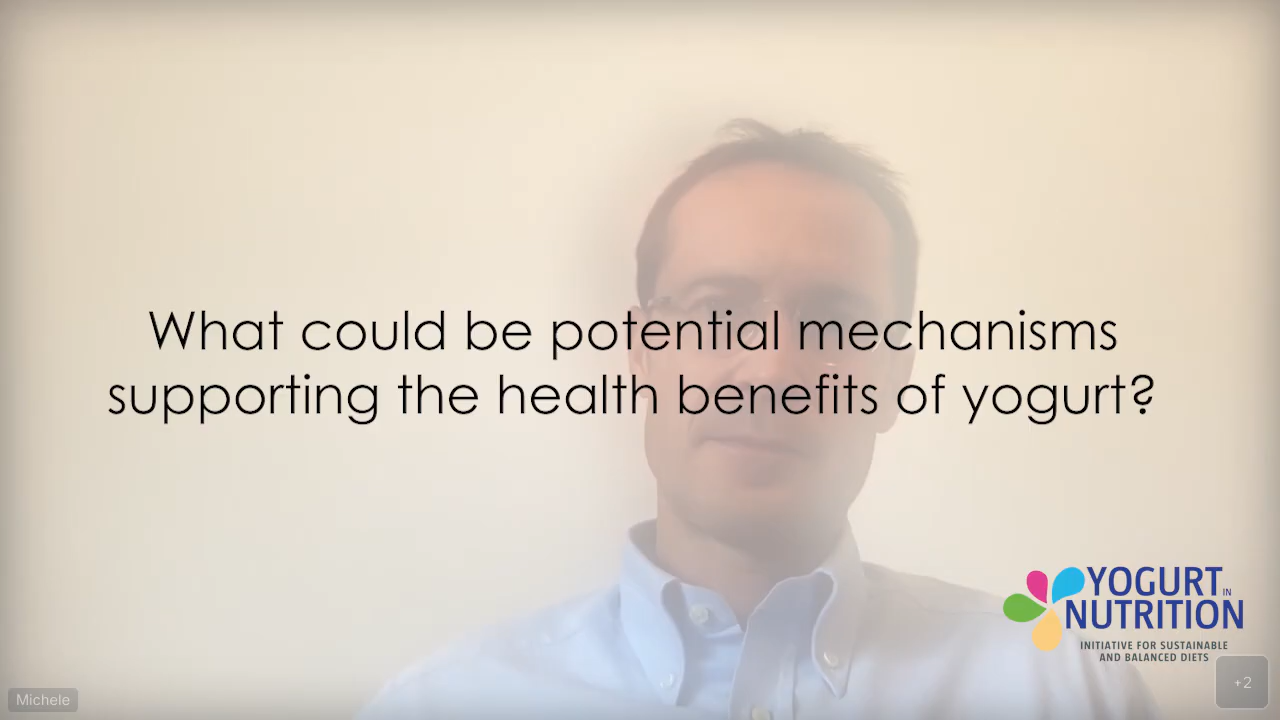 What could be potential mechanisms
supporting the health benefits of yogurt?
YOGURT IN
NUTRITION
INITIATIVE FOR SUSTAINABLE
AND BALANCED DIETS
Michele
+2